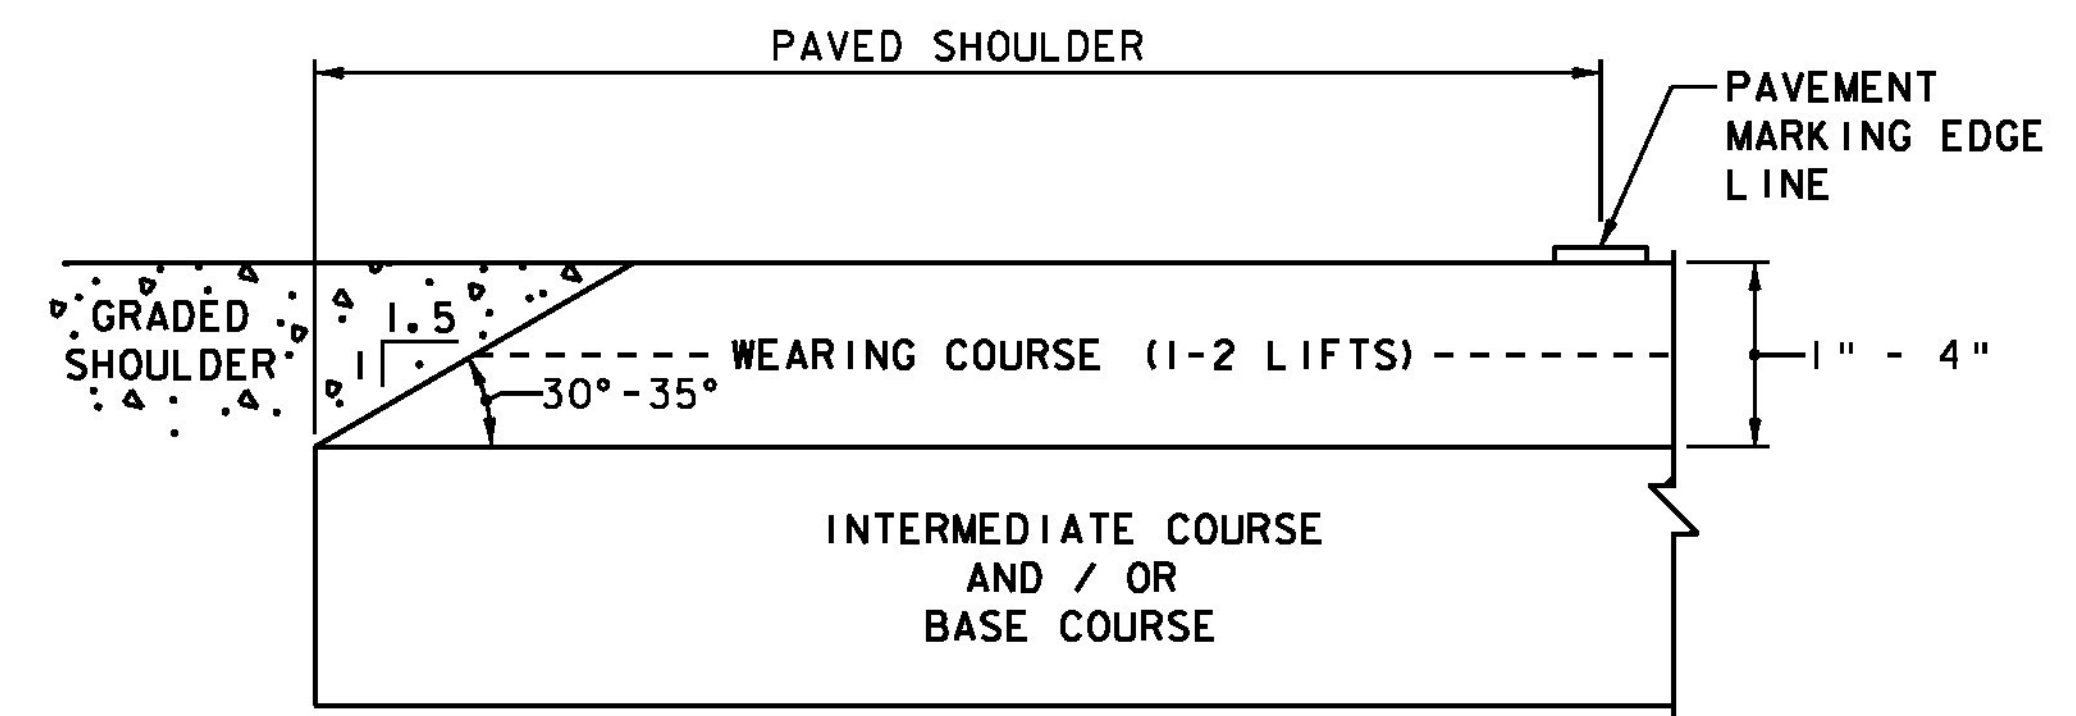 PAVED SHOULDER
PAVEMENT
MARKING EDGE
LINE
GRADED
SHOULDER
1.5
1
WEARING COURSE (1-2 LIFTS)
30°-35°
1" - 4"
INTERMEDIATE COURSE
AND / OR
BASE COURSE